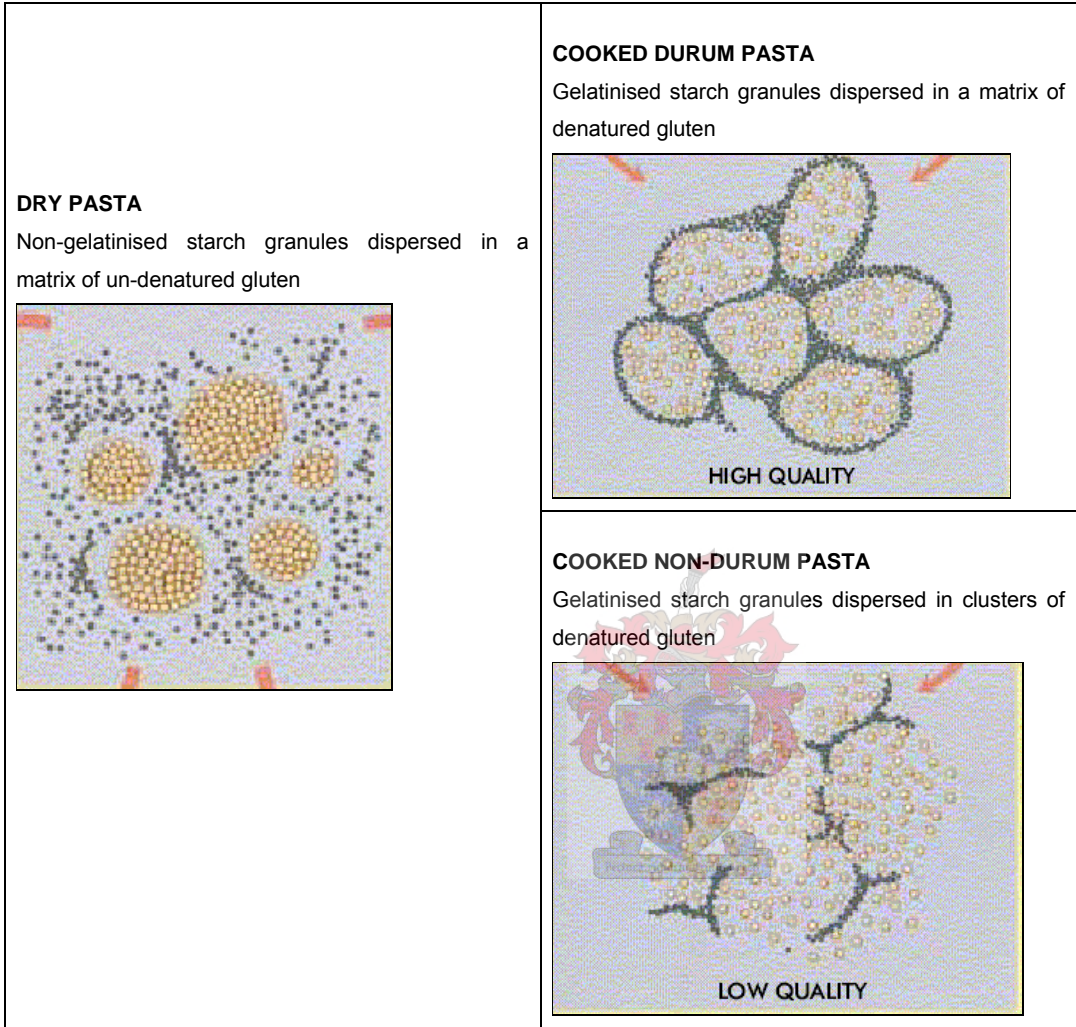 DRY PASTA
Non-gelatinised starch granules dispersed in a
matrix of un-denatured gluten
COOKED DURUM PASTA
Gelatinised starch granules dispersed in a matrix of
denatured gluten
HIGH QUALITY
COOKED NON-DURUM PASTA
Gelatinised starch granules dispersed in clusters of
denatured gluten
LOW QUALITY